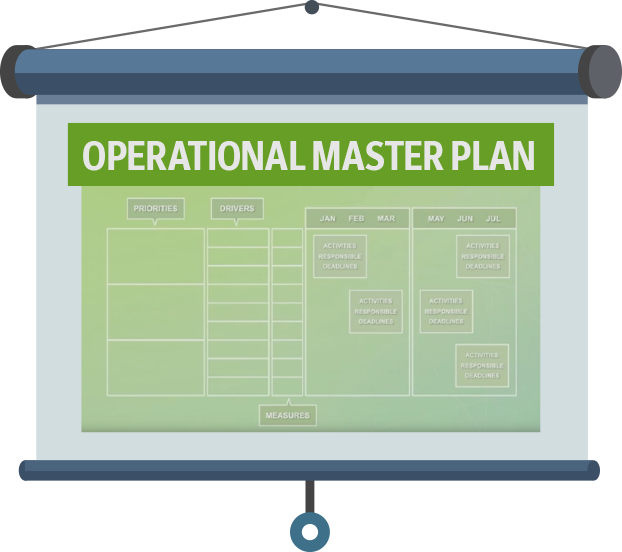 OPERATIONAL MASTER PLAN
PRIORITIES
DRIVERS
JAN FEB MAR
MAY JUN JUL
ACTIVITIES
RESPONSIBLE
DEADLINES
ACTIVITIES
RESPONSIBLE
DEADLINES
ACTIVITIES
RESPONSIBLE
DEADLINES
ACTIVITIES
RESPONSIBLE
DEADLINES
ACTIVITIES
RESPONSIBLE
DEADLINES
MEASURES